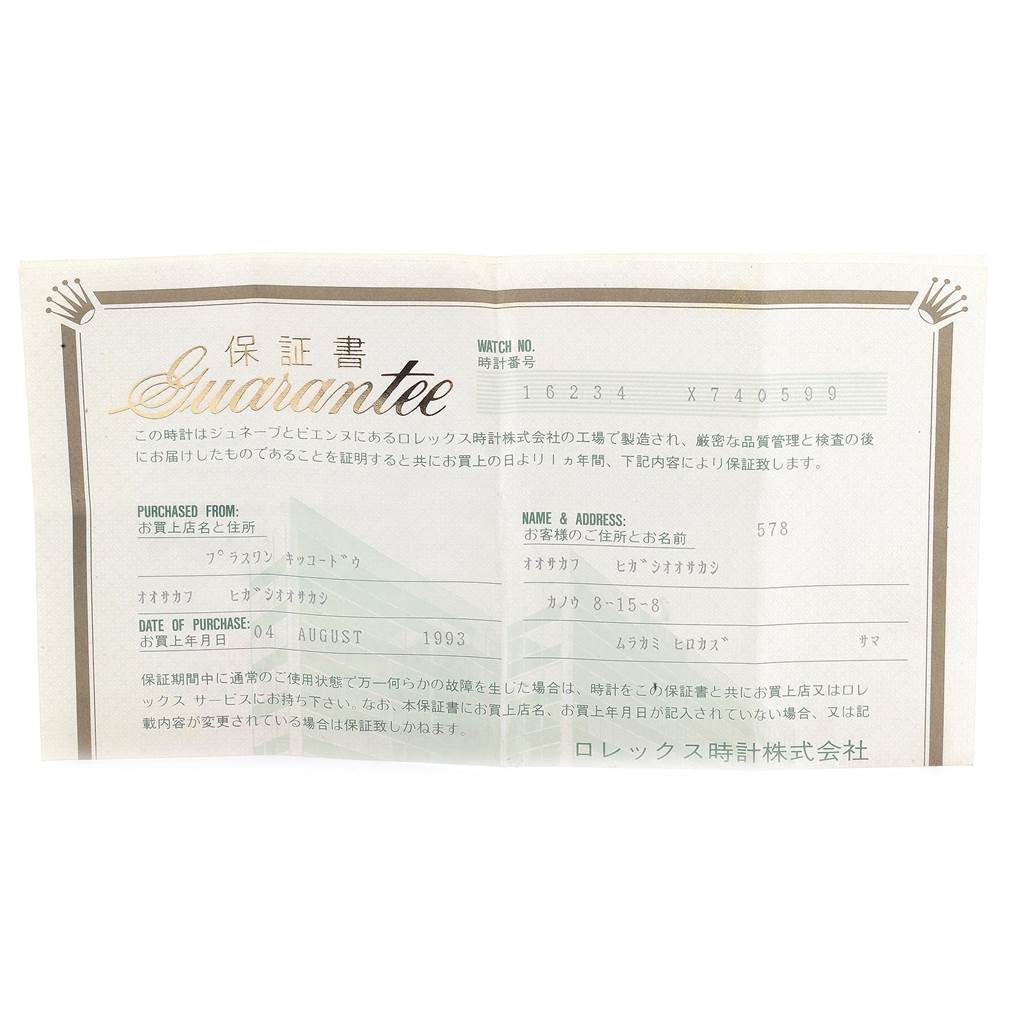 保証書
Guarantee
WATCH NO.
時計番号
16234 X740599
この時計はジュネーブとビエンヌにあるロレックス時計株式会社の工場で製造され、厳密な品質管理と検査の後
にお届けしたものであることを証明すると共にお買上の日より1ヵ年間、下記内容により保証致します。
PURCHASED FROM:
お買上店名と住所
プラスワン キッコードウ
オオサカフ ヒガシオオサカシ
DATE OF PURCHASE:
お買上年月日
04 AUGUST 1993
NAME & ADDRESS:
お客様のご住所とお名前
578
オオサカフ ヒガシオオサカシ
カノウ 8-15-8
ムラカミ ヒロカズ サマ
保証期間中に通常のご使用状態で万一何らかの故障を生じた場合は、時計をこの保証書と共にお買上店又はロレ
ックス サービスにお持ち下さい。なお、本保証書にお買上店名、お買上年月日が記入されていない場合、又は記
載内容が変更されている場合は保証致しかねます。
ロレックス時計株式会社